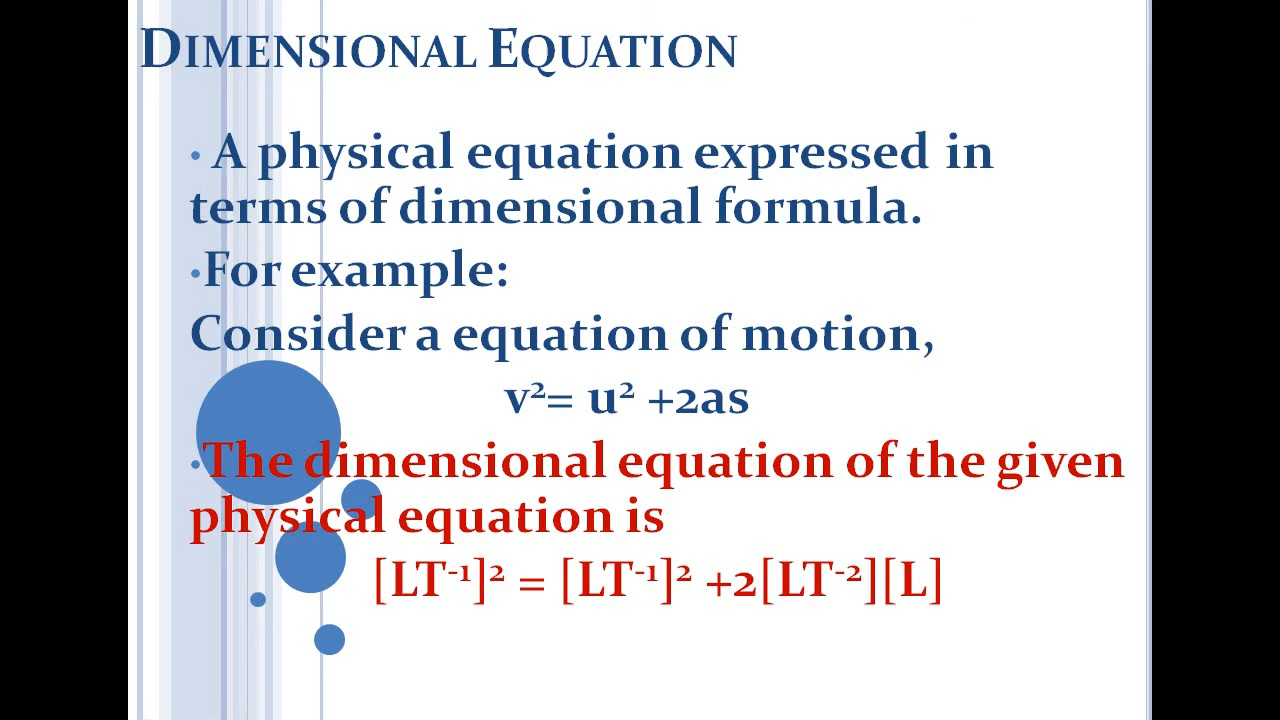 DIMENSIONAL EQUATION
• A physical equation expressed in
terms of dimensional formula.
•For example:
Consider a equation of motion,
v²= u² +2as
•The dimensional equation of the given
physical equation is
[LT⁻¹]² = [LT⁻¹]² +2[LT⁻²][L]